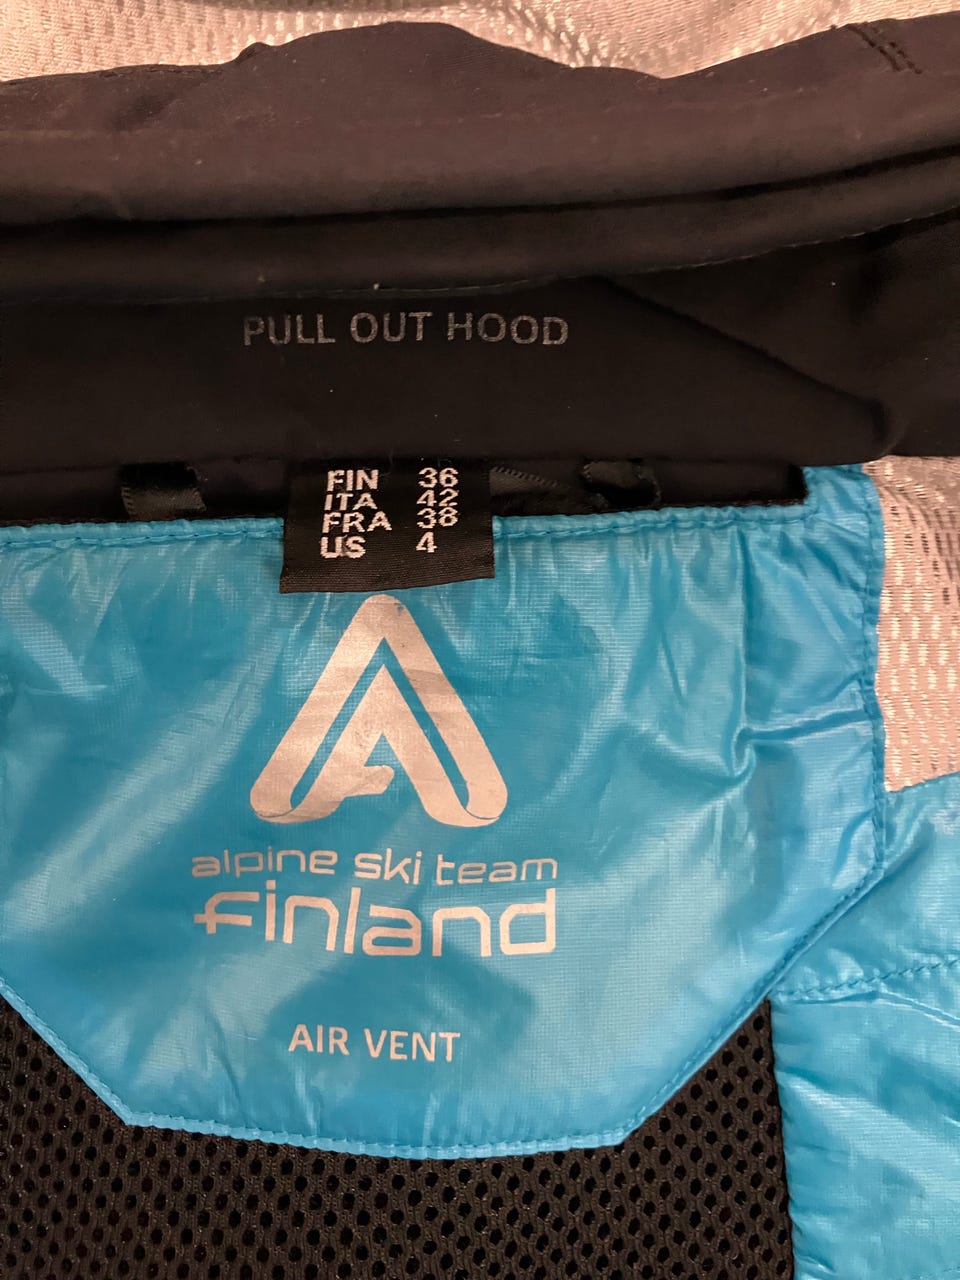 PULL OUT HOOD
FIN 36
ITA 42
FRA 38
US 4
alpine ski team
finland
AIR VENT